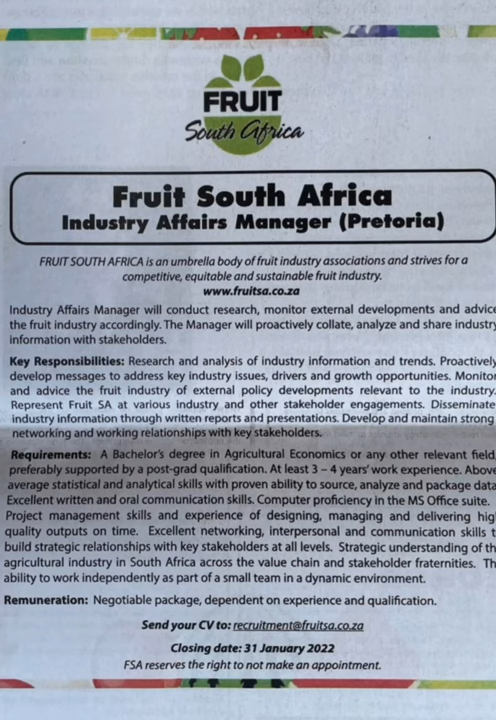 FRUIT
South Africa
Fruit South Africa
Industry Affairs Manager (Pretoria)
FRUIT SOUTH AFRICA is an umbrella body of fruit industry associations and strives for a
competitive, equitable and sustainable fruit industry.
www.fruitsa.co.za
Industry Affairs Manager will conduct research, monitor external developments and advice
the fruit industry accordingly. The Manager will proactively collate, analyze and share industry
information with stakeholders.
Key Responsibilities: Research and analysis of industry information and trends. Proactively
develop messages to address key industry issues, drivers and growth opportunities. Monitor
and advice the fruit industry of external policy developments relevant to the industry.
Represent Fruit SA at various industry and other stakeholder engagements. Disseminate
industry information through written reports and presentations. Develop and maintain strong
networking and working relationships with key stakeholders.
Requirements: A Bachelor's degree in Agricultural Economics or any other relevant field,
preferably supported by a post-grad qualification. At least 3 – 4 years' work experience. Above
average statistical and analytical skills with proven ability to source, analyze and package data
Excellent written and oral communication skills. Computer proficiency in the MS Office suite.
Project management skills and experience of designing, managing and delivering hig
quality outputs on time. Excellent networking, interpersonal and communication skills t
build strategic relationships with key stakeholders at all levels. Strategic understanding of th
agricultural industry in South Africa across the value chain and stakeholder fraternities. Th
ability to work independently as part of a small team in a dynamic environment.
Remuneration: Negotiable package, dependent on experience and qualification.
Send your CV to: recruitment@fruitsa.co.za
Closing date: 31 January 2022
FSA reserves the right to not make an appointment.